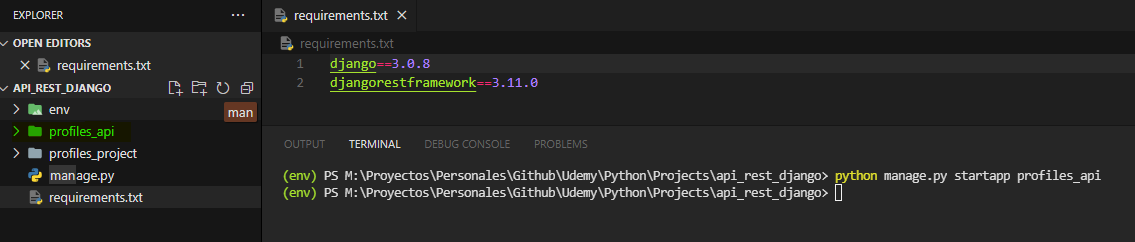 EXPLORER
OPEN EDITORS
requirements.txt
API_REST_DJANGO
env
man
profiles_api
profiles_project
manage.py
requirements.txt
requirements.txt
requirements.txt
1 django==3.0.8
2 djangorestframework==3.11.0
OUTPUT TERMINAL DEBUG CONSOLE PROBLEMS
(env) PS M:\Proyectos\Personales\Github\Udemy\Python\Projects\api_rest_django> python manage.py startapp profiles_api
(env) PS M:\Proyectos\Personales\Github\Udemy\Python\Projects\api_rest_django>